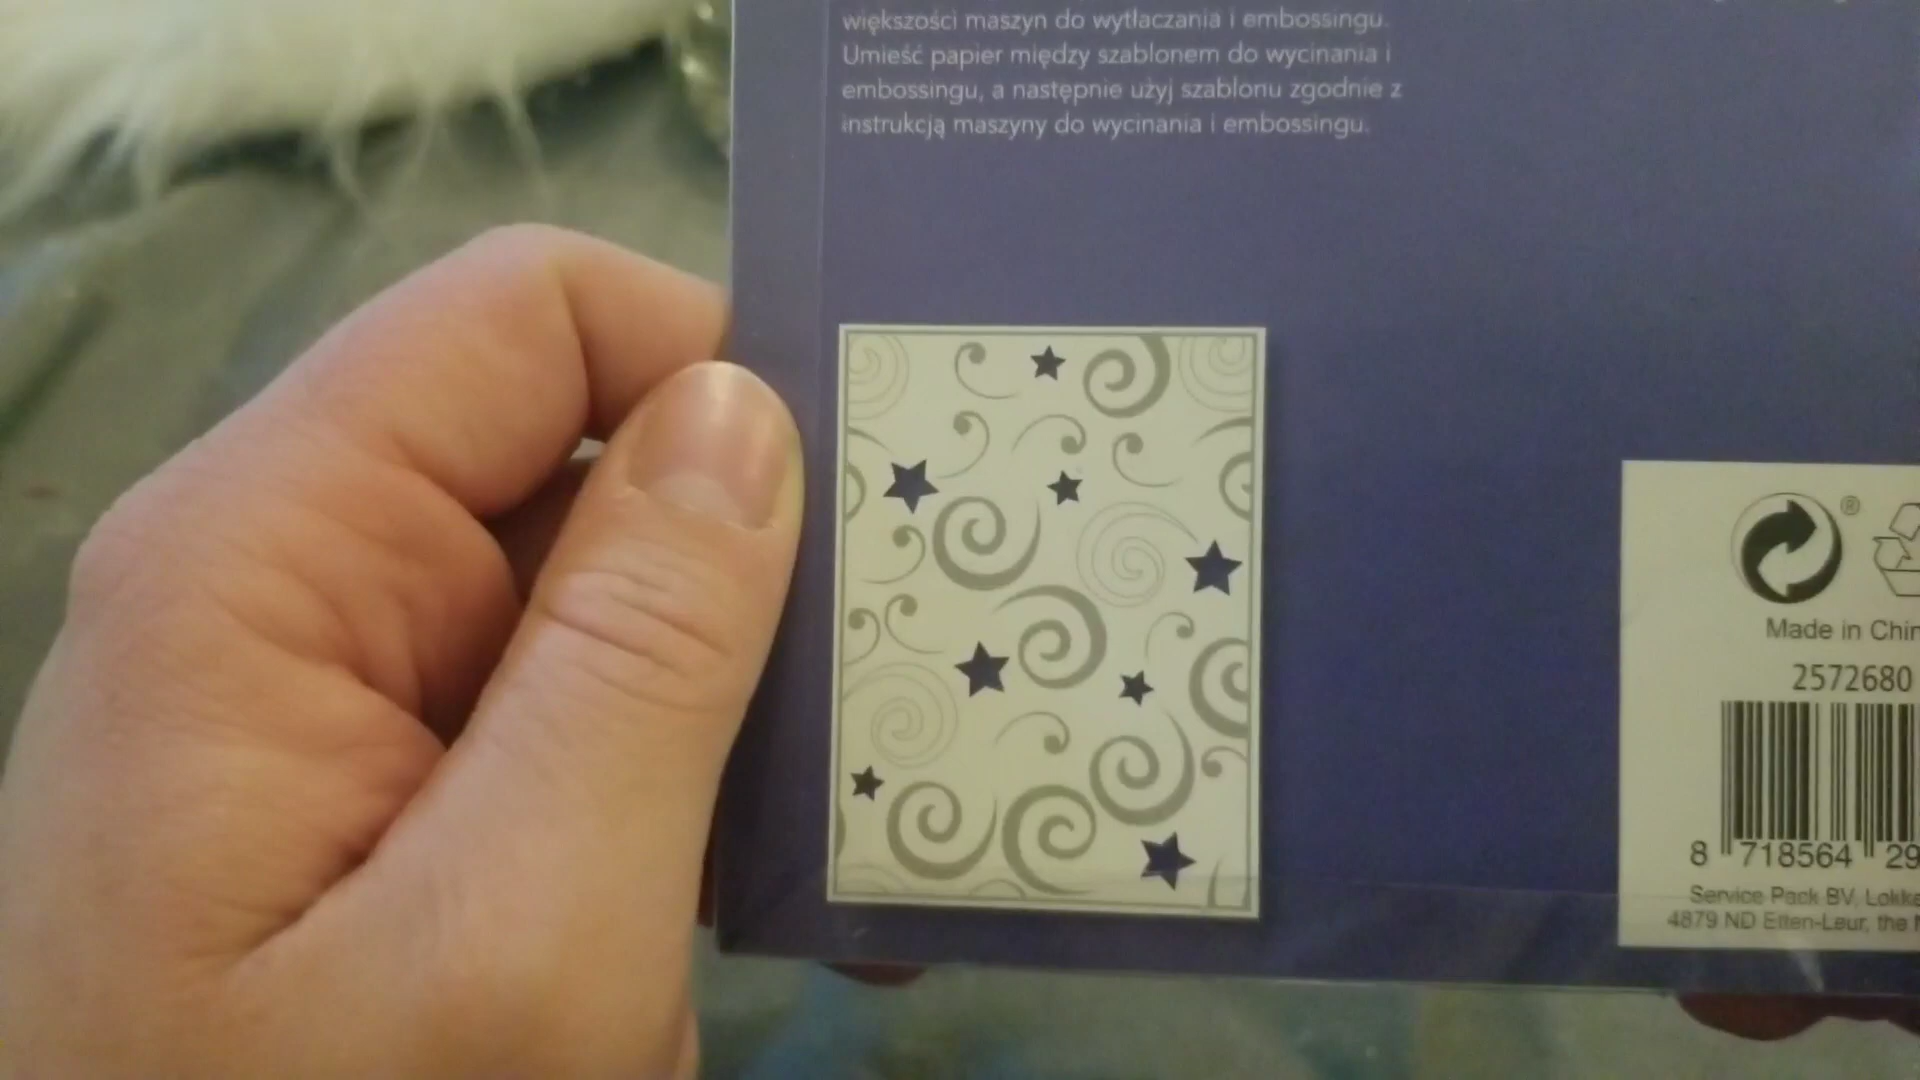 większości maszyn do wytłaczania i embossingu.
Umieść papier między szablonem do wycinania i
embossingu, a następnie użyj szablonu zgodnie z
instrukcją maszyny do wycinania i embossingu.
®
Made in Chin
2572680
8 718564 29
Service Pack BV, Lokke
4879 ND Etten-Leur, the N